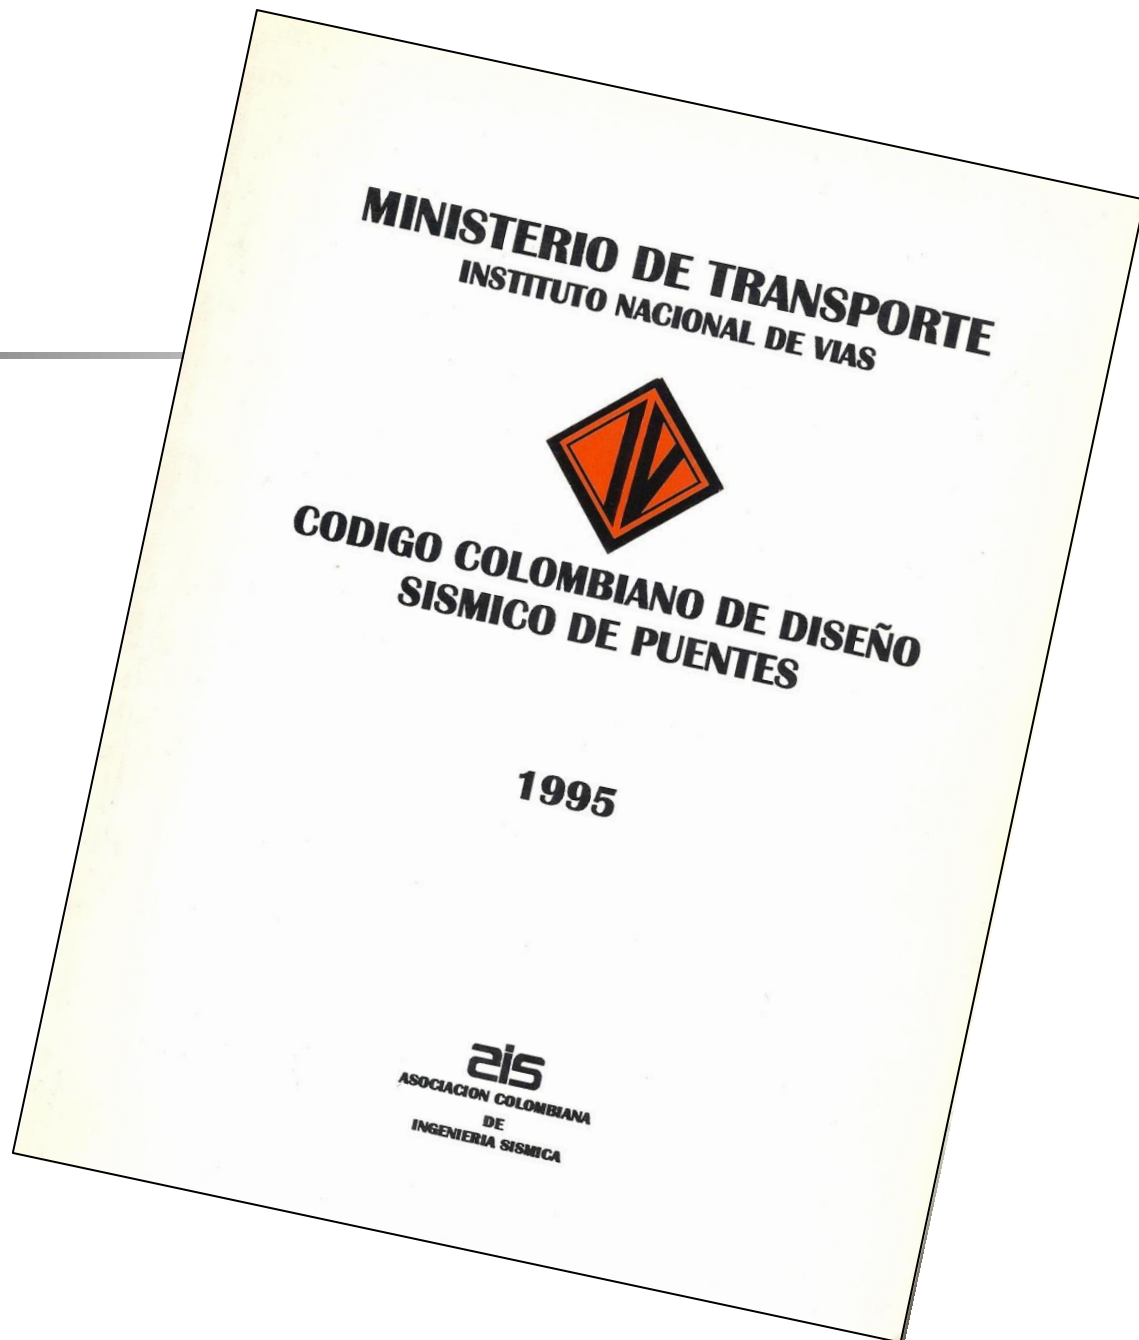 MINISTERIO DE TRANSPORTE
INSTITUTO NACIONAL DE VIAS
CODIGO COLOMBIANO DE DISEÑO
SISMICO DE PUENTES
1995
ais
ASOCIACION COLOMBIANA
DE
INGENIERIA SISMICA